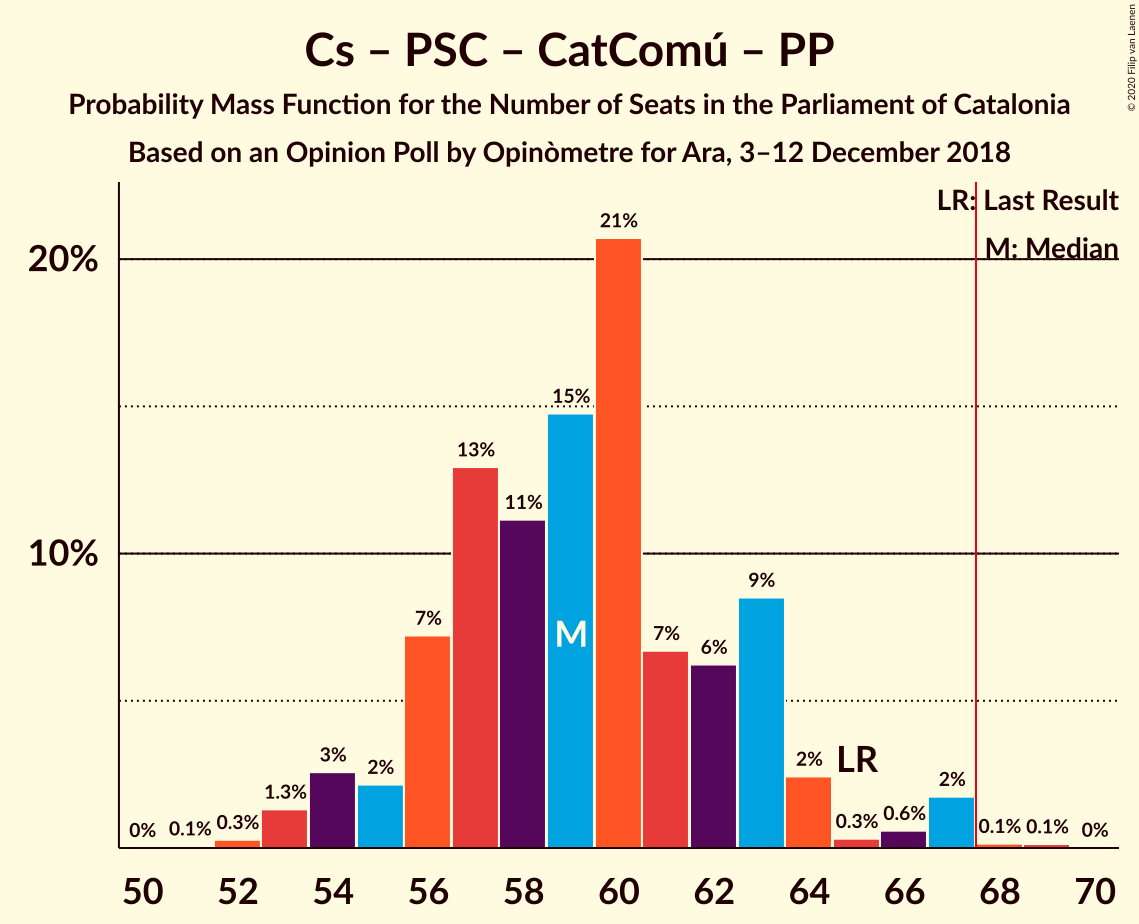 Cs – PSC – CatComú – PP
Probability Mass Function for the Number of Seats in the Parliament of Catalonia
Based on an Opinion Poll by Opinòmetre for Ara, 3–12 December 2018
© 2020 Filip van Laenen
LR: Last Result
M: Median
20%
10%
0%
0.1%
0.3%
1.3%
3%
2%
7%
13%
11%
15%
21%
7%
6%
9%
2%
0.3%
0.6%
2%
0.1%
0.1%
0%
M
LR
50 52 54 56 58 60 62 64 66 68 70